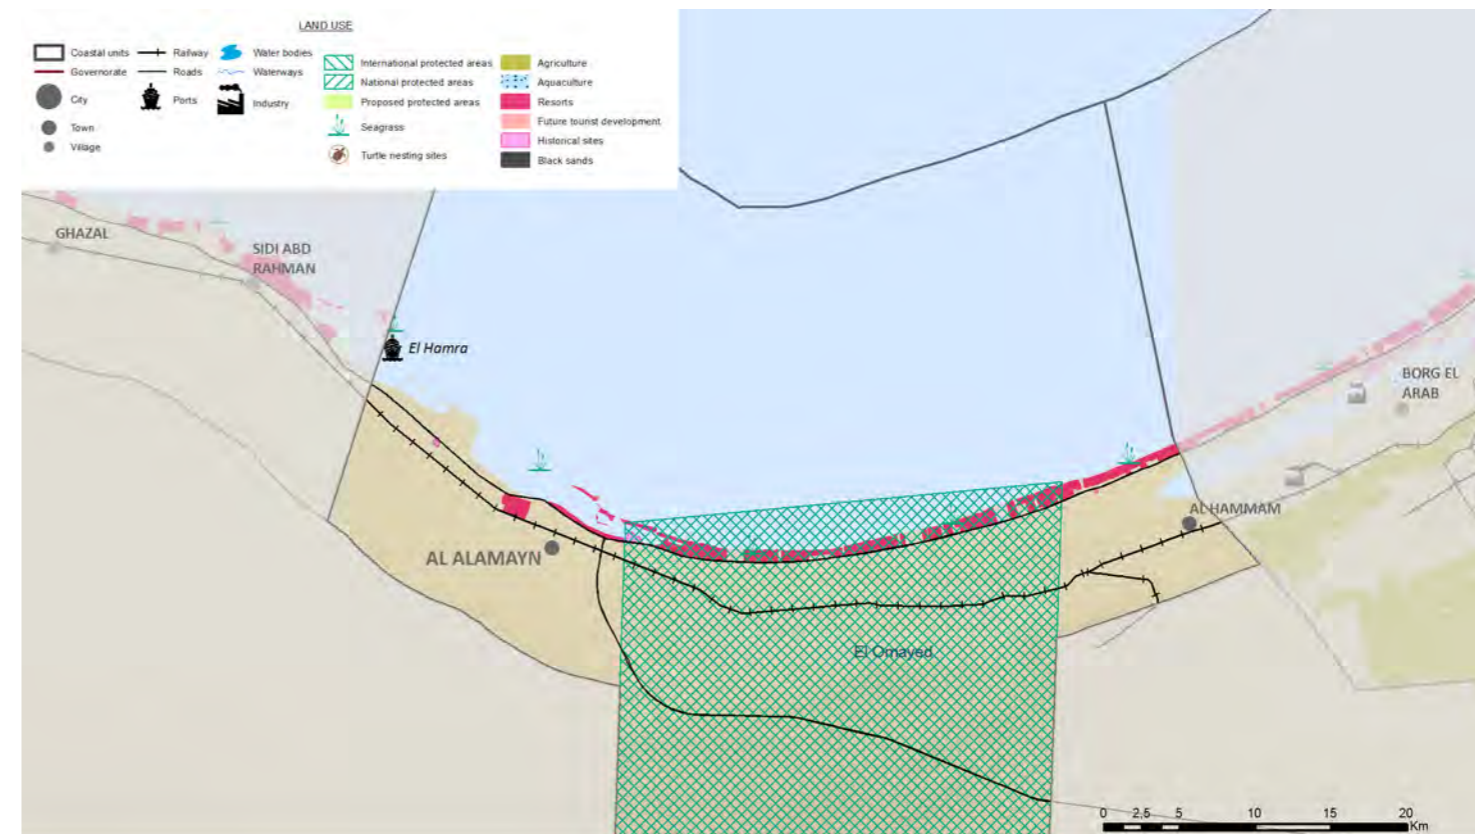 LAND USE
Coastal units
Railway
Water bodies
International protected areas
Agriculture
Governorate
Roads
Waterways
National protected areas
Aquaculture
City
Ports
Industry
Proposed protected areas
Resorts
Town
Seagrass
Future tourist development
Village
Turtle nesting sites
Historical sites
Black sands
GHAZAL
SIDI ABD
RAHMAN
El Hamra
BORG EL
ARAB
AL HAMMAM
AL ALAMAYN
El Omayed
0 2,5 5 10 15 20
Km